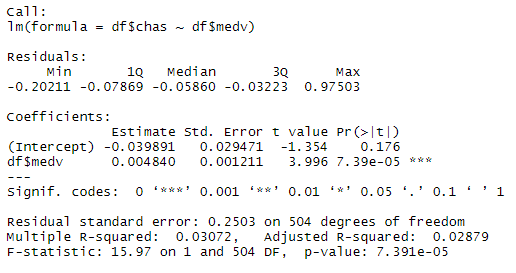 Call:
lm(formula = df$chas ~ df$medv)
Residuals:
     Min       1Q   Median       3Q      Max
-0.20211 -0.07869 -0.05860 -0.03223  0.97503
Coefficients:
             Estimate Std. Error t value Pr(>|t|)
(Intercept) -0.039891   0.029471  -1.354    0.176
df$medv      0.004840   0.001211   3.996 7.39e-05 ***
---
Signif. codes:  0 ‘***’ 0.001 ‘**’ 0.01 ‘*’ 0.05 ‘.’ 0.1 ‘ ’ 1
Residual standard error: 0.2503 on 504 degrees of freedom
Multiple R-squared:  0.03072,	Adjusted R-squared:  0.02879
F-statistic: 15.97 on 1 and 504 DF,  p-value: 7.391e-05